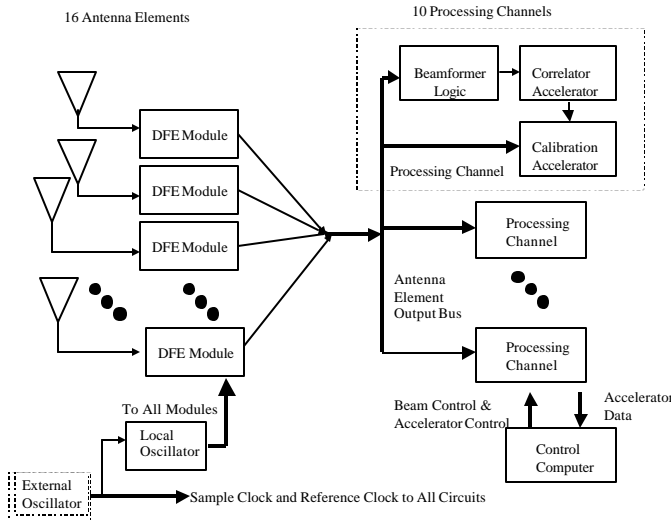 16 Antenna Elements
10 Processing Channels
Beamformer
Logic
Correlator
Accelerator
DFE Module
Calibration
Accelerator
Processing Channel
DFE Module
DFE Module
Processing
Channel
Antenna
Element
Output Bus
DFE Module
Processing
Channel
To All Modules
Beam Control &
Accelerator Control
Accelerator
Data
Local
Oscillator
Control
Computer
External
Oscillator
Sample Clock and Reference Clock to All Circuits